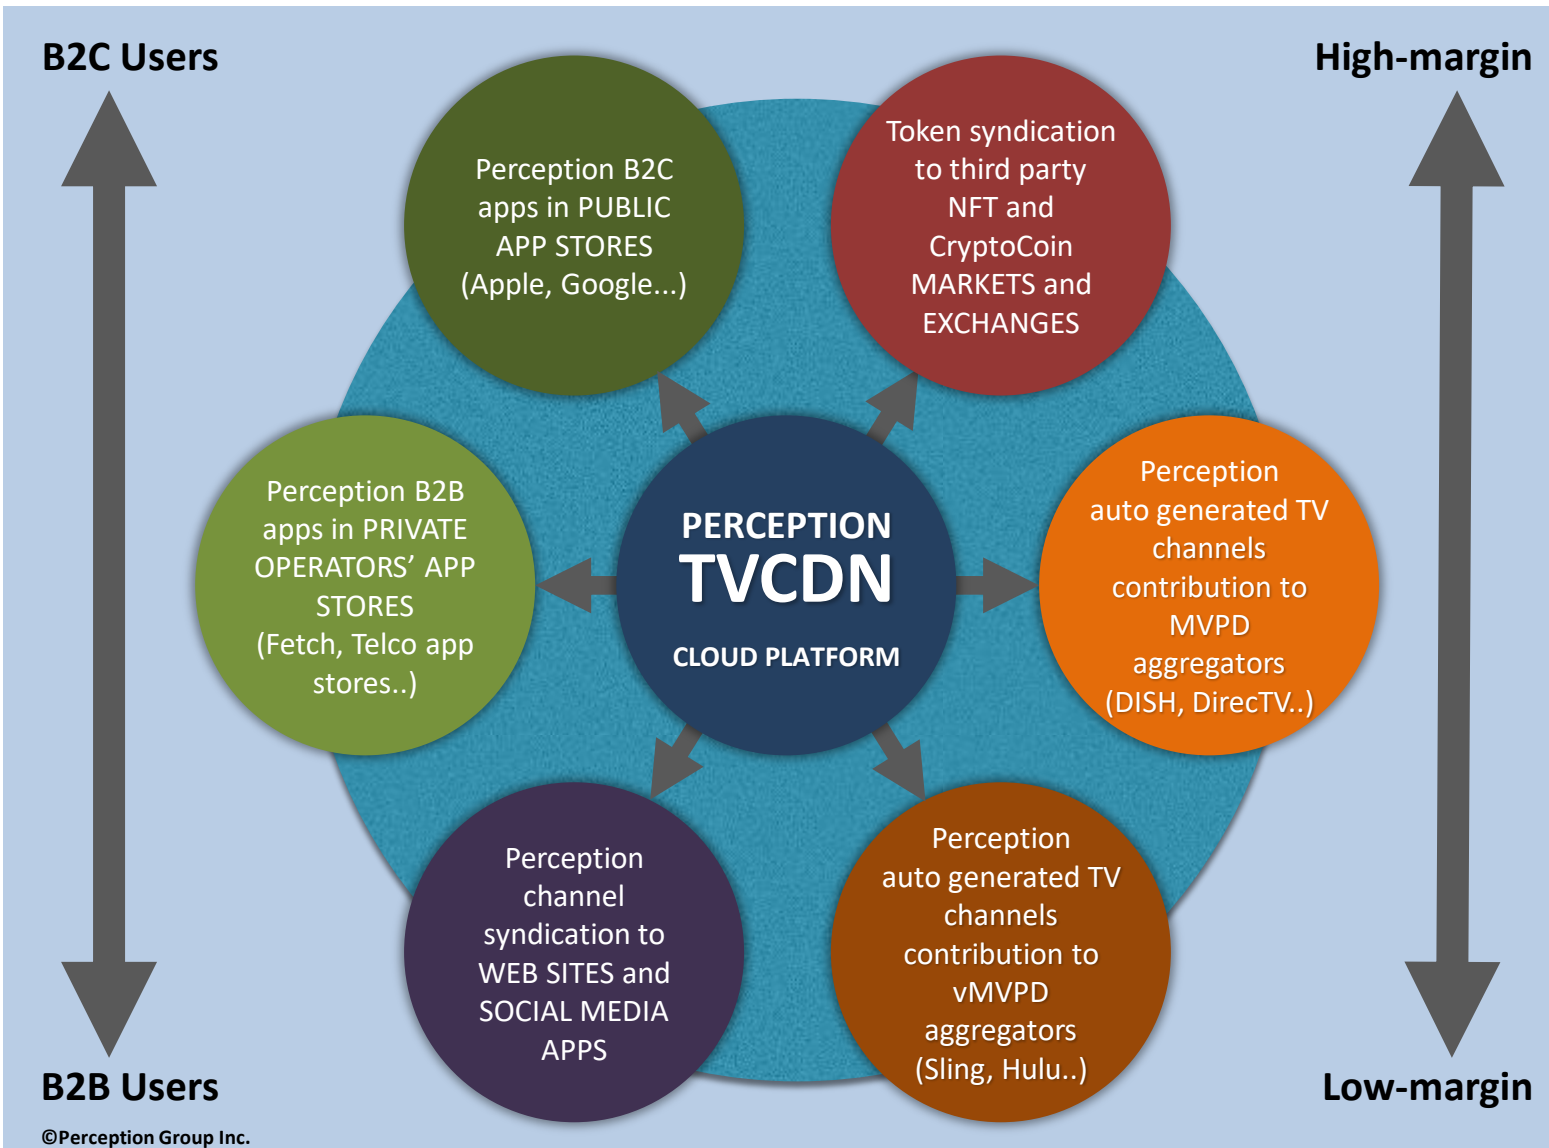 B2C Users
High-margin
Perception B2C
apps in PUBLIC
APP STORES
(Apple, Google...)
Token syndication
to third party
NFT and
CryptoCoin
MARKETS and
EXCHANGES
Perception B2B
apps in PRIVATE
OPERATORS’ APP
STORES
(Fetch, Telco app
stores..)
PERCEPTION
TVCDN
CLOUD PLATFORM
Perception
auto generated TV
channels
contribution to
MVPD
aggregators
(DISH, DirecTV..)
Perception
channel
syndication to
WEB SITES and
SOCIAL MEDIA
APPS
Perception
auto generated TV
channels
contribution to
vMVPD
aggregators
(Sling, Hulu..)
B2B Users
Low-margin
©Perception Group Inc.